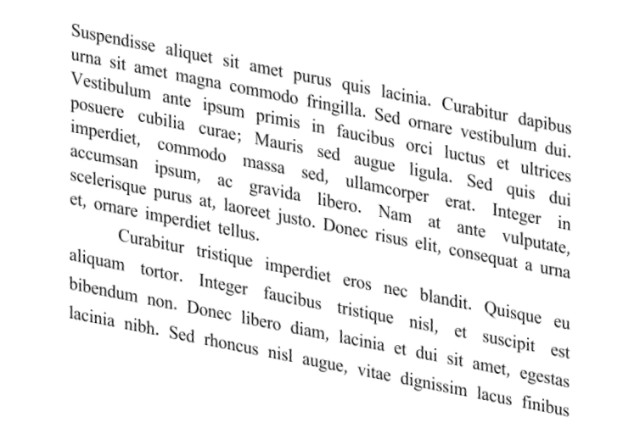 Suspendisse aliquet sit amet purus quis lacinia. Curabitur dapibus
urna sit amet magna commodo fringilla. Sed ornare vestibulum dui.
Vestibulum ante ipsum primis in faucibus orci luctus et ultrices
posuere cubilia curae; Mauris sed augue ligula. Sed quis dui
imperdiet, commodo massa sed, ullamcorper erat. Integer in
accumsan ipsum, ac gravida libero. Nam at ante vulputate,
scelerisque purus at, laoreet justo. Donec risus elit, consequat a urna
et, ornare imperdiet tellus.
Curabitur tristique imperdiet eros nec blandit. Quisque eu
aliquam tortor. Integer faucibus tristique nisl, et suscipit est
bibendum non. Donec libero diam, lacinia et dui sit amet, egestas
lacinia nibh. Sed rhoncus nisl augue, vitae dignissim lacus finibus